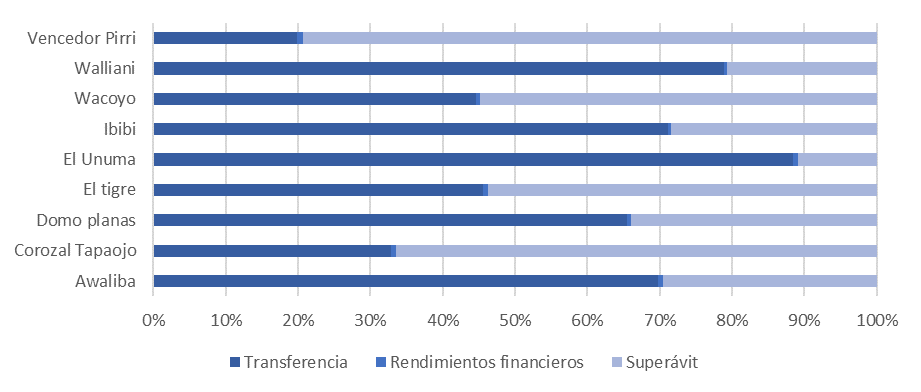 Vencedor Pirri
Walliani
Wacoyo
Ibibi
El Unuma
El tigre
Domo planas
Corozal Tapaojo
Awaliba
0% 10% 20% 30% 40% 50% 60% 70% 80% 90% 100%
Transferencia Rendimientos financieros Superávit